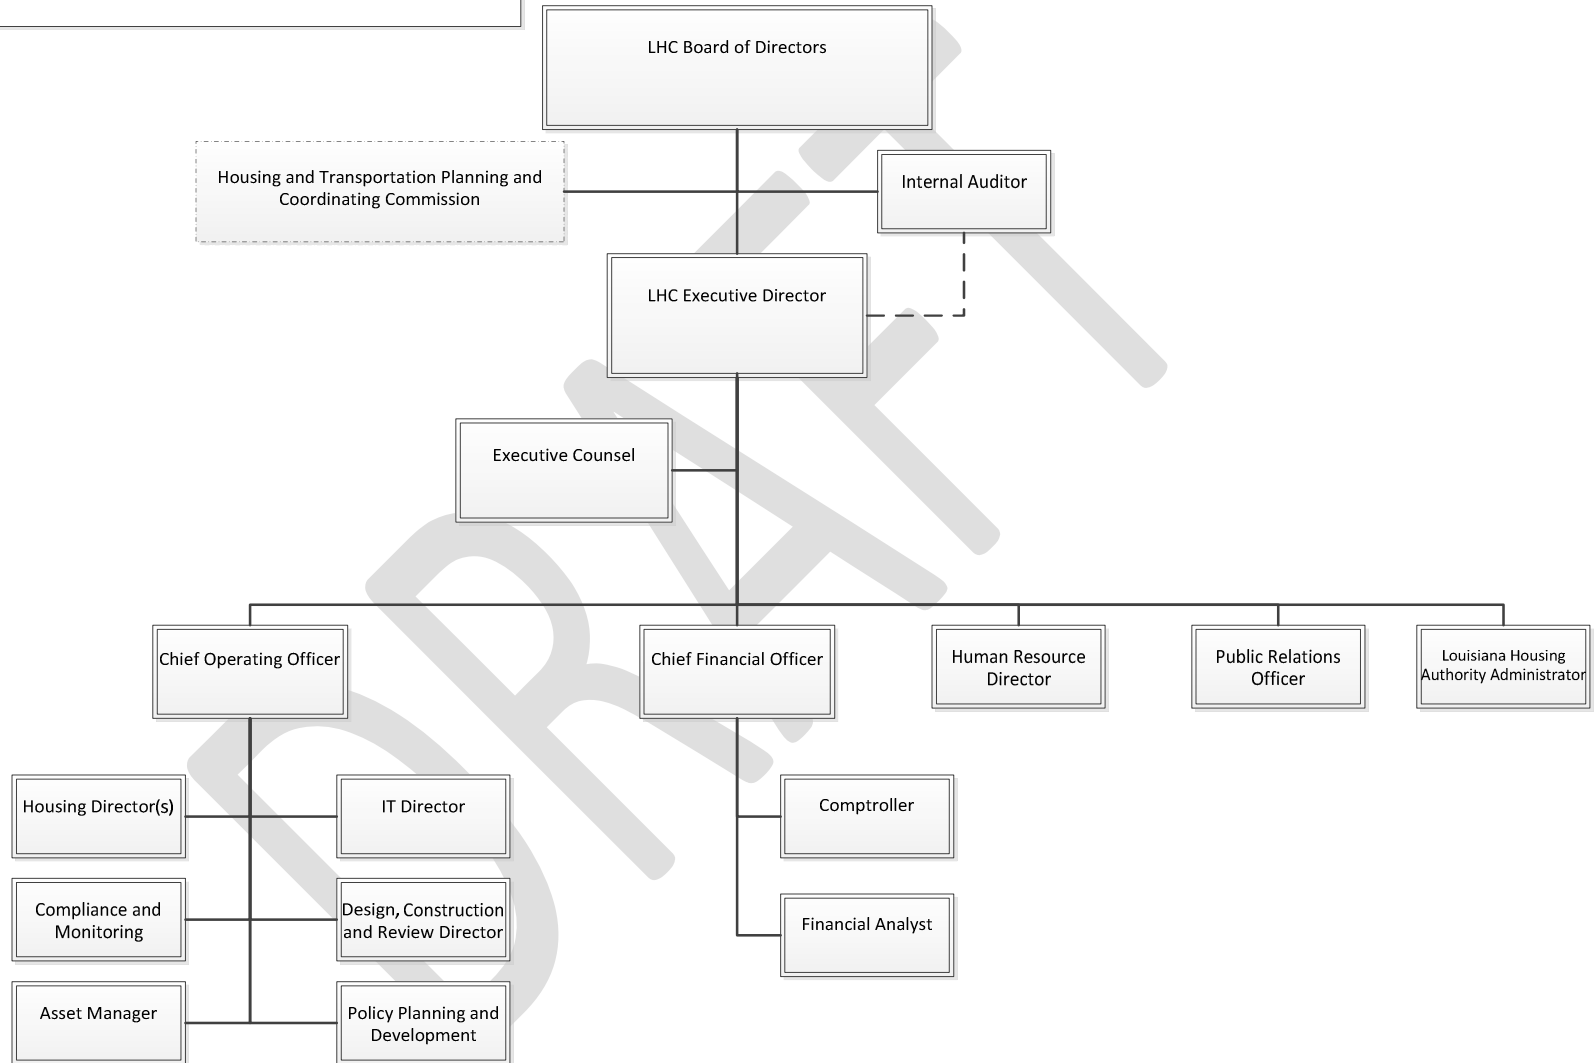 LHC Board of Directors
Housing and Transportation Planning and
Coordinating Commission
Internal Auditor
LHC Executive Director
Executive Counsel
Chief Operating Officer
Chief Financial Officer
Human Resource
Director
Public Relations
Officer
Louisiana Housing
Authority Administrator
Housing Director(s)
IT Director
Comptroller
Compliance and
Monitoring
Design, Construction
and Review Director
Financial Analyst
Asset Manager
Policy Planning and
Development
DRAFT